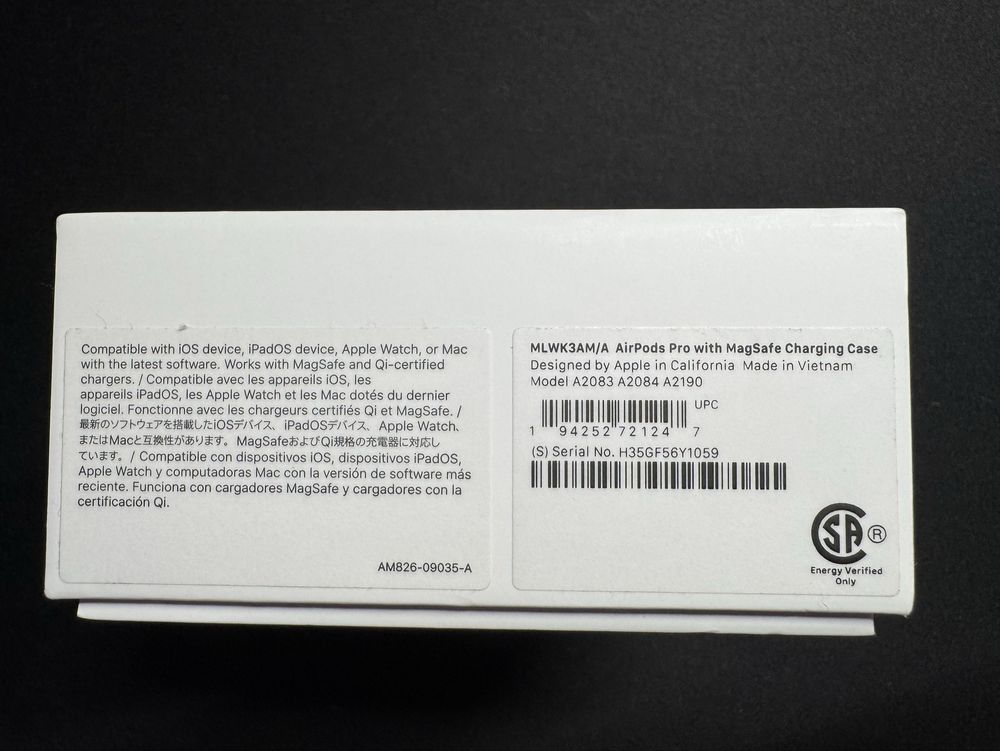 Compatible with iOS device, iPadOS device, Apple Watch, or Mac
with the latest software. Works with MagSafe and Qi-certified
chargers. / Compatible avec les appareils iOS, les
appareils iPadOS, les Apple Watch et les Mac dotés du dernier
logiciel. Fonctionne avec les chargeurs certifiés Qi et MagSafe. /
最新のソフトウェアを搭載したiOSデバイス、iPadOSデバイス、Apple Watch、
またはMacと互換性があります。MagSafeおよびQi規格の充電器に対応し
ています。/ Compatible con dispositivos iOS, dispositivos iPadOS,
Apple Watch y computadoras Mac con la versión de software más
reciente. Funciona con cargadores MagSafe y cargadores con la
certificación Qi.
AM826-09035-A
MLWK3AM/A AirPods Pro with MagSafe Charging Case
Designed by Apple in California Made in Vietnam
Model A2083 A2084 A2190
UPC
1 94252 72124 7
(S) Serial No. H35GF56Y1059
SA ®
Energy Verified
Only